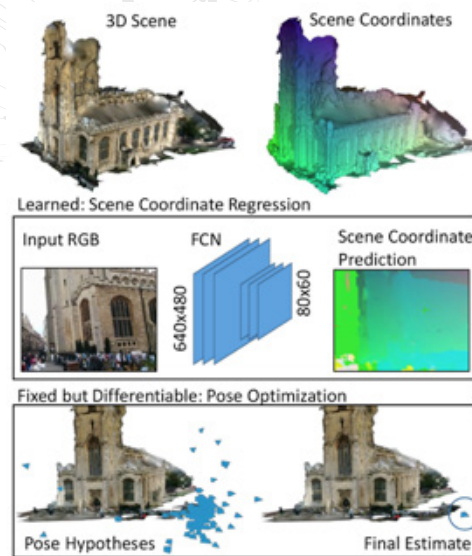 3D Scene
Scene Coordinates
Learned: Scene Coordinate Regression
Input RGB
FCN
Scene Coordinate
Prediction
640x480
80x60
Fixed but Differentiable: Pose Optimization
Pose Hypotheses
Final Estimate